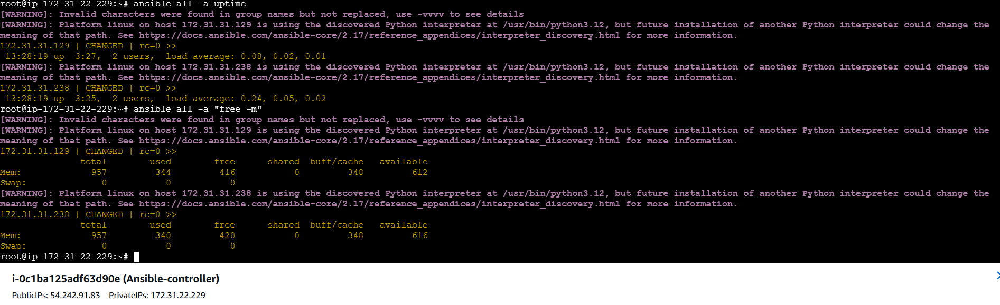 root@ip-172-31-22-229:~# ansible all -a uptime
[WARNING]: Invalid characters were found in group names but not replaced, use -vvvv to see details
[WARNING]: Platform linux on host 172.31.31.129 is using the discovered Python interpreter at /usr/bin/python3.12, but future installation of another Python interpreter could change the
meaning of that path. See https://docs.ansible.com/ansible-core/2.17/reference_appendices/interpreter_discovery.html for more information.
172.31.31.129 | CHANGED | rc=0 >>
 13:28:19 up  3:27,  2 users,  load average: 0.08, 0.02, 0.01
[WARNING]: Platform linux on host 172.31.31.238 is using the discovered Python interpreter at /usr/bin/python3.12, but future installation of another Python interpreter could change the
meaning of that path. See https://docs.ansible.com/ansible-core/2.17/reference_appendices/interpreter_discovery.html for more information.
172.31.31.238 | CHANGED | rc=0 >>
 13:28:19 up  3:25,  2 users,  load average: 0.24, 0.05, 0.02
root@ip-172-31-22-229:~# ansible all -a "free -m"
[WARNING]: Invalid characters were found in group names but not replaced, use -vvvv to see details
[WARNING]: Platform linux on host 172.31.31.129 is using the discovered Python interpreter at /usr/bin/python3.12, but future installation of another Python interpreter could change the
meaning of that path. See https://docs.ansible.com/ansible-core/2.17/reference_appendices/interpreter_discovery.html for more information.
172.31.31.129 | CHANGED | rc=0 >>
               total        used        free      shared  buff/cache   available
Mem:             957         344         416           0         348         612
Swap:              0           0           0
[WARNING]: Platform linux on host 172.31.31.238 is using the discovered Python interpreter at /usr/bin/python3.12, but future installation of another Python interpreter could change the
meaning of that path. See https://docs.ansible.com/ansible-core/2.17/reference_appendices/interpreter_discovery.html for more information.
172.31.31.238 | CHANGED | rc=0 >>
               total        used        free      shared  buff/cache   available
Mem:             957         340         420           0         348         616
Swap:              0           0           0
root@ip-172-31-22-229:~#
i-0c1ba125adf63d90e (Ansible-controller)
PublicIPs: 54.242.91.83    PrivateIPs: 172.31.22.229